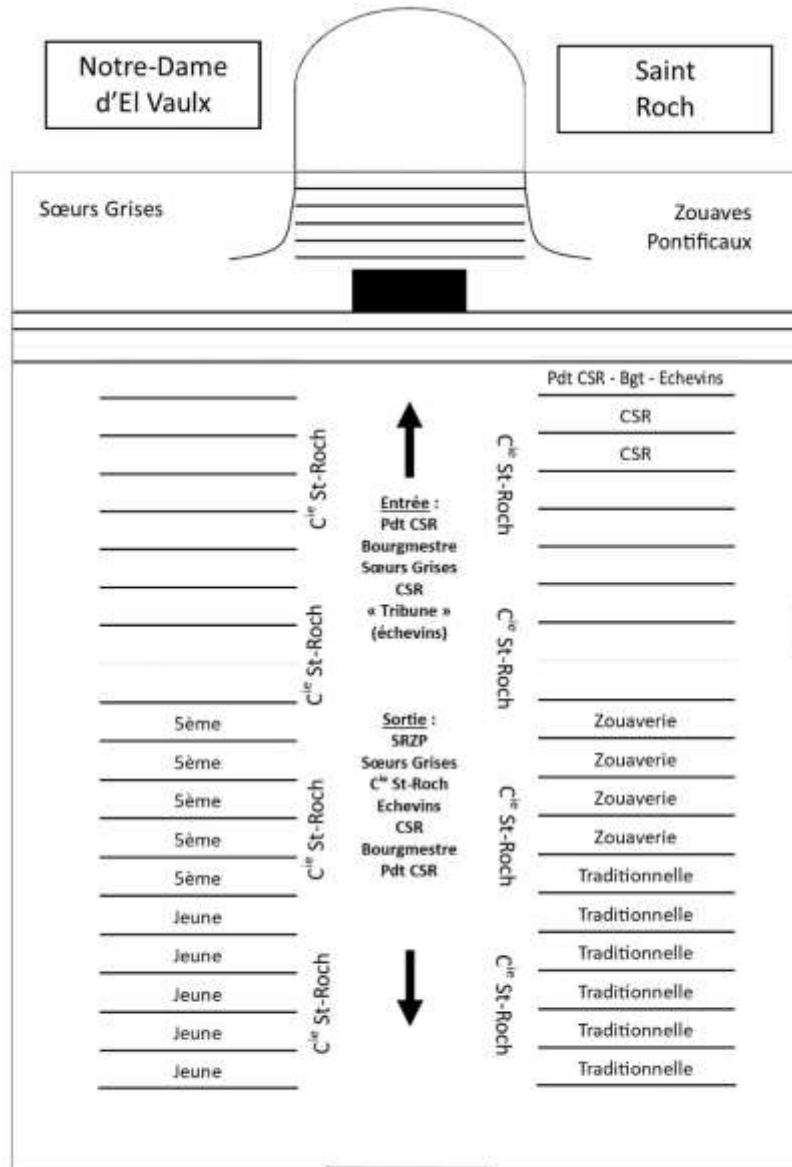 Notre-Dame
d'El Vaulx
Saint
Roch
Sœurs Grises
Zouaves
Pontificaux
Pdt CSR - Bgt - Echevins
CSR
CSR
Cie St-Roch
Cie St-Roch
Entrée :
Pdt CSR
Bourgmestre
Sœurs Grises
CSR
« Tribune »
(échevins)
Cie St-Roch
Cie St-Roch
5ème
5ème
5ème
5ème
5ème
Jeune
Jeune
Jeune
Jeune
Jeune
Cie St-Roch
Cie St-Roch
Sortie :
SRZP
Sœurs Grises
Cie St-Roch
Echevins
CSR
Bourgmestre
Pdt CSR
Cie St-Roch
Cie St-Roch
Zouaverie
Zouaverie
Zouaverie
Zouaverie
Traditionnelle
Traditionnelle
Traditionnelle
Traditionnelle
Traditionnelle
Traditionnelle